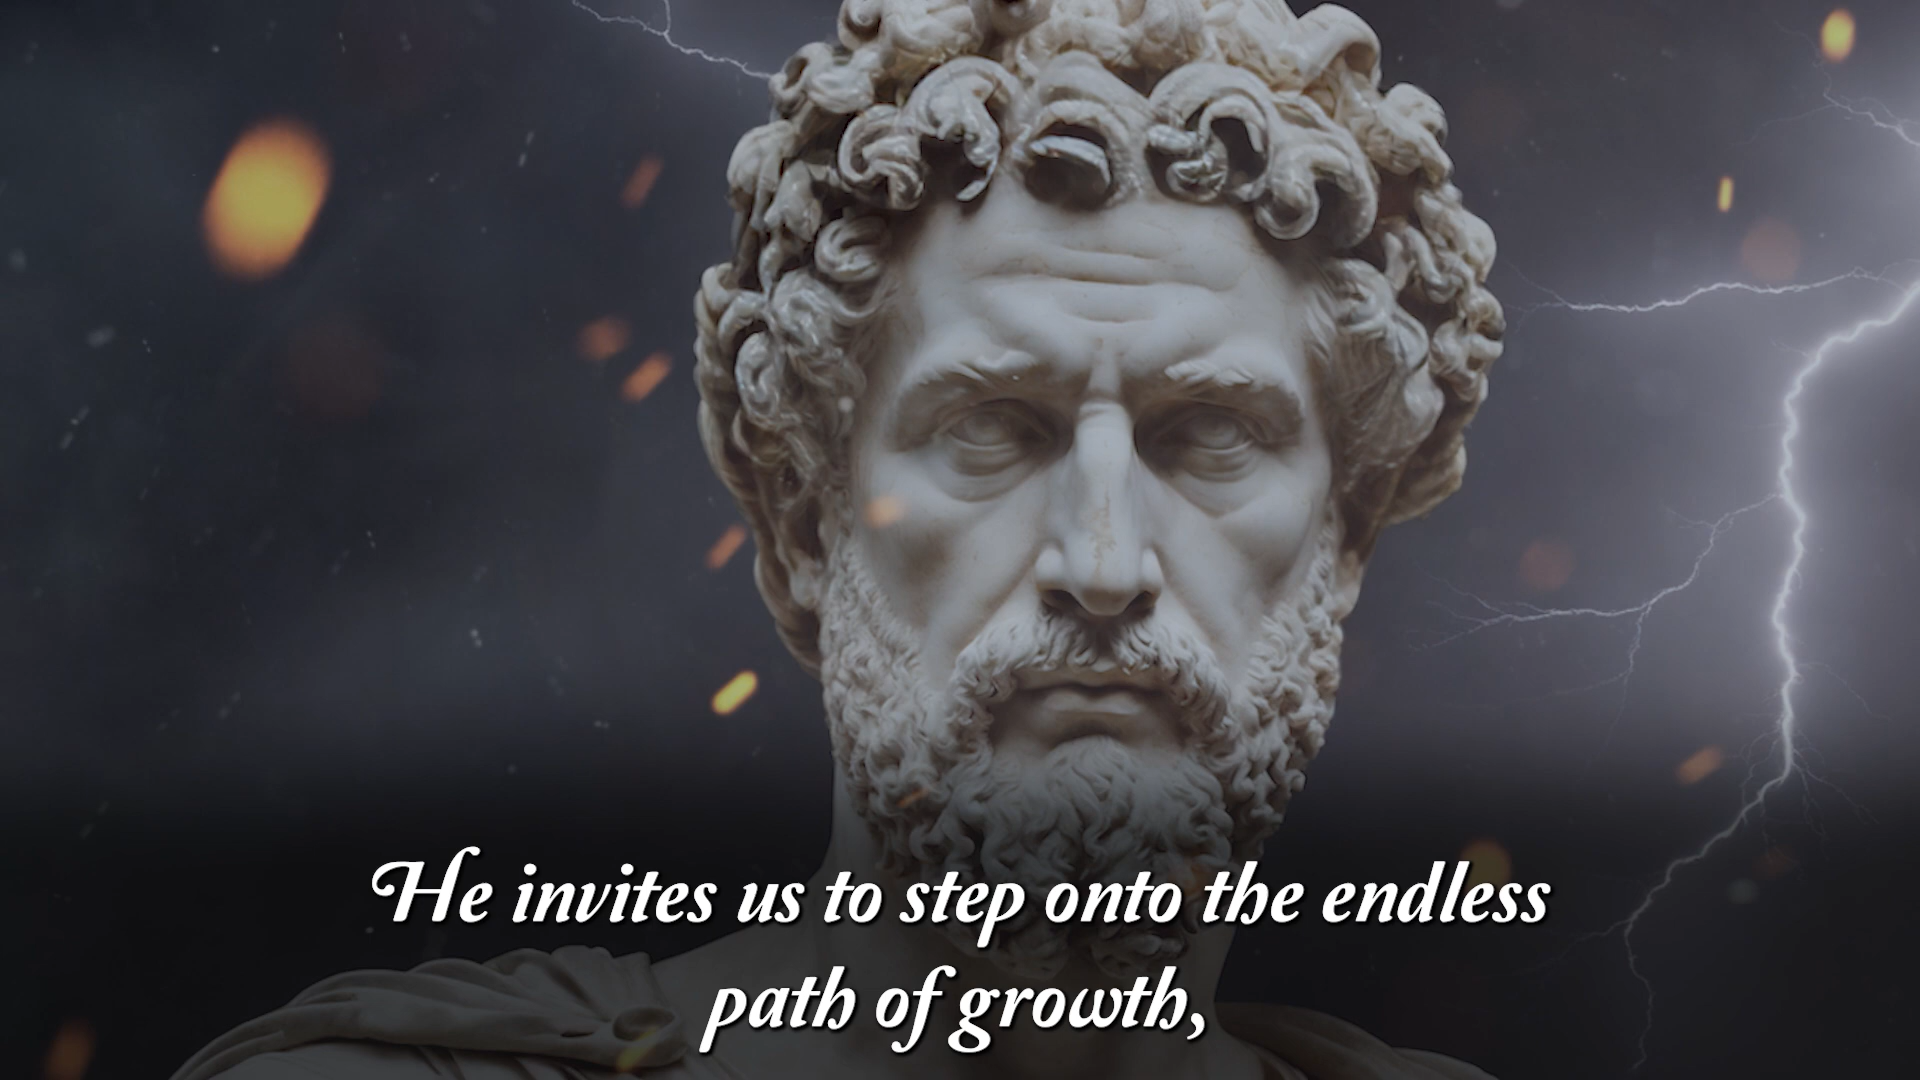 He invites us to step onto the endless
path of growth,